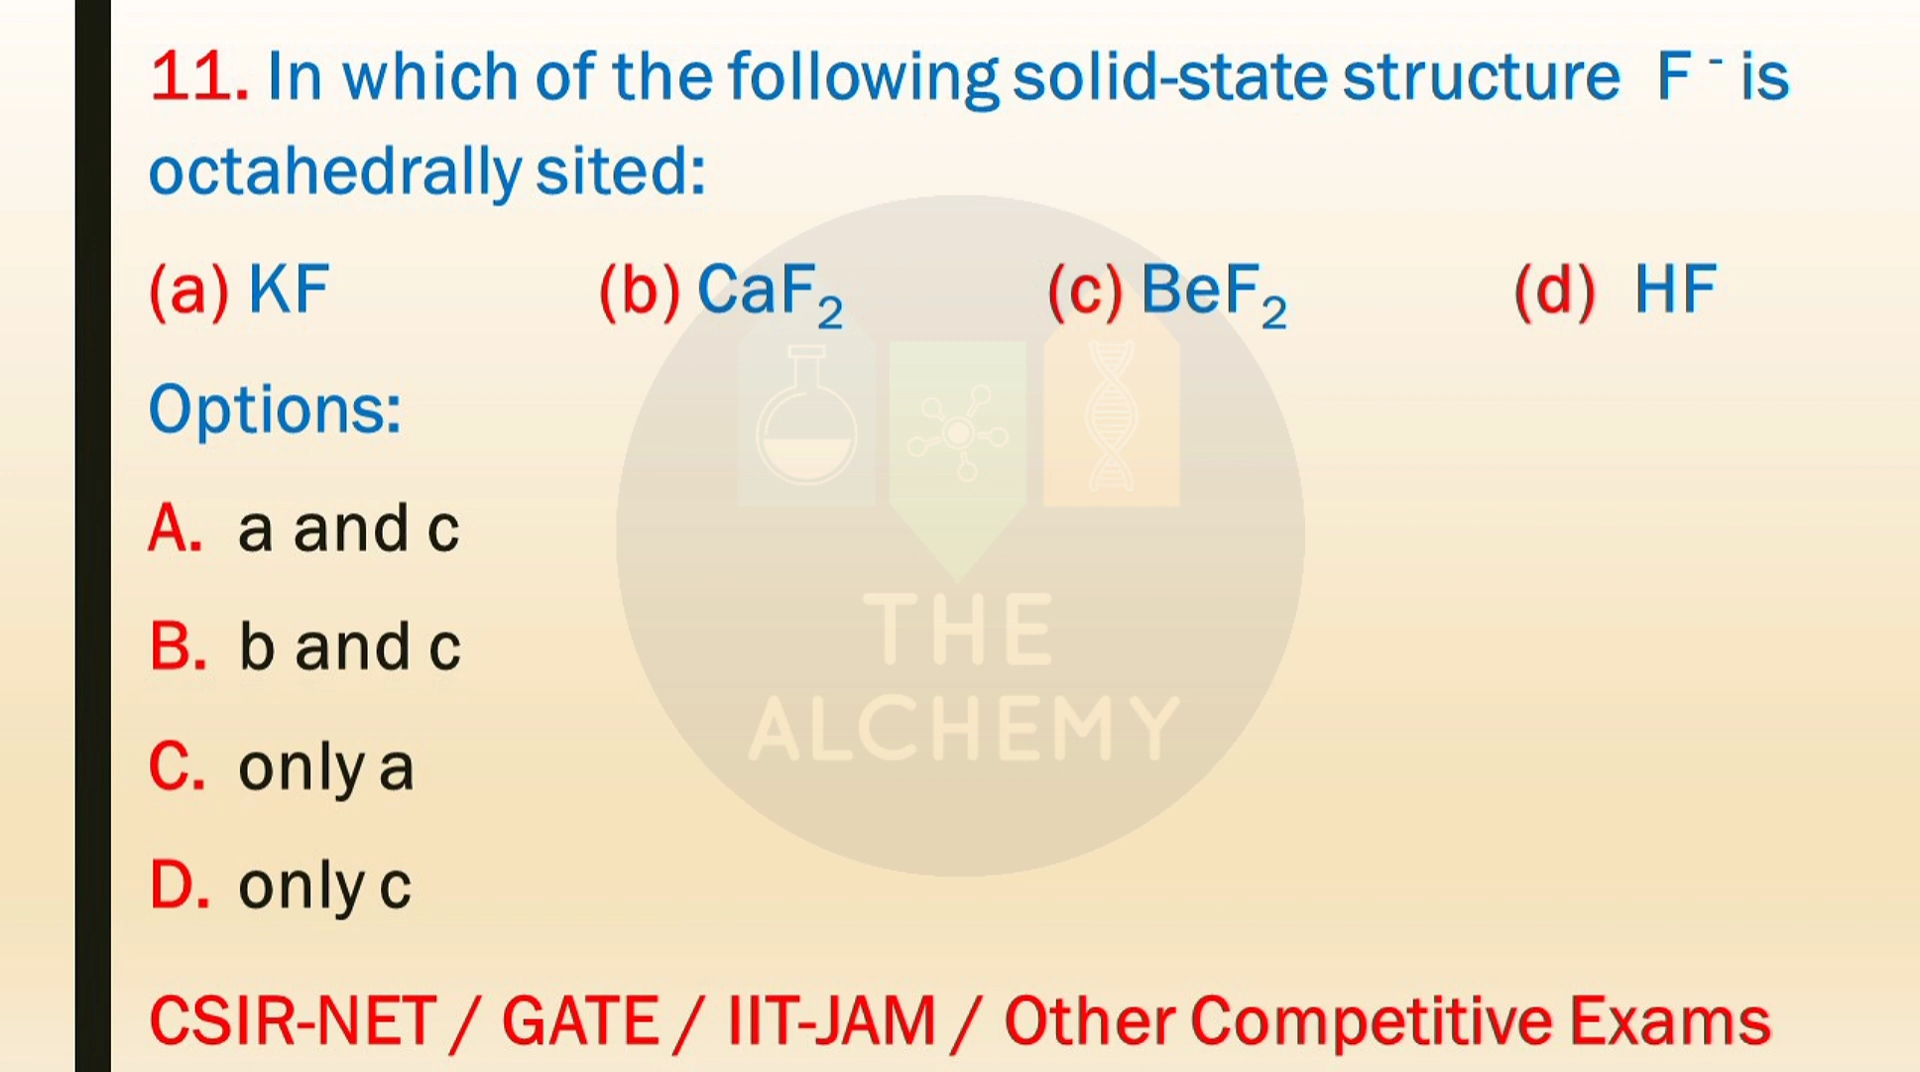 11. In which of the following solid-state structure F⁻ is
octahedrally sited:
(a) KF (b) CaF₂ (c) BeF₂ (d) HF
Options:
A. a and c
B. b and c
C. only a
D. only c
THE
ALCHEMY
CSIR-NET / GATE / IIT-JAM / Other Competitive Exams